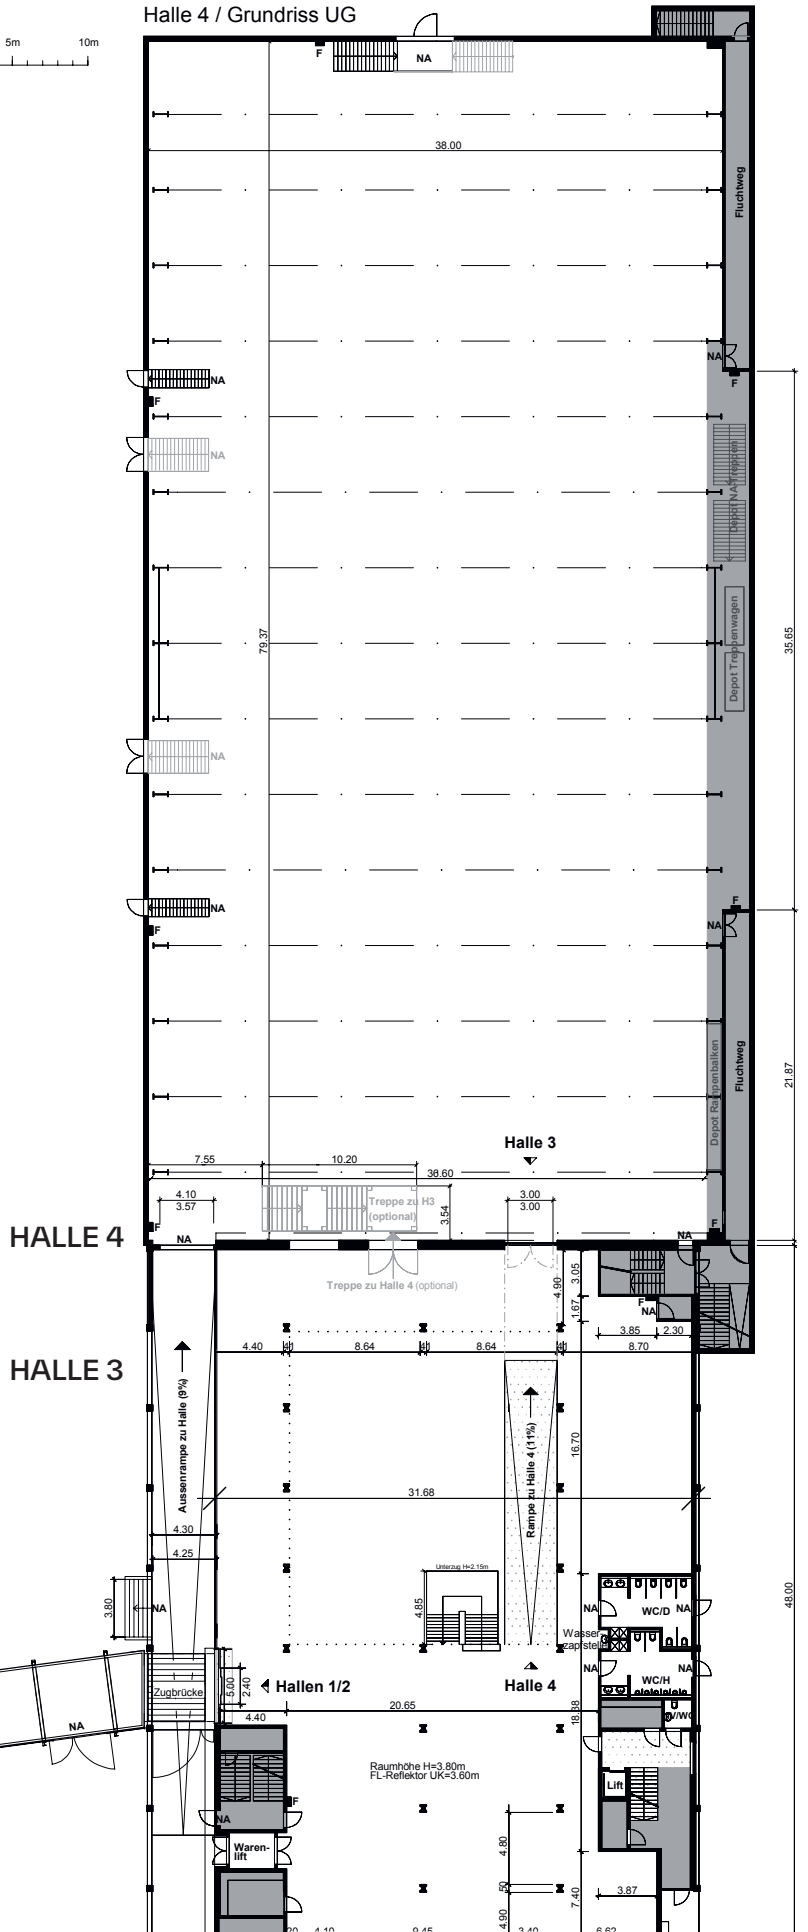 Halle 4 / Grundriss UG
5m 10m
F
NA
38.00
Fluchtweg
NA
F
NA
F
NA
Depot NA-Treppen
79.37
Depot Treppenwagen
35.65
NA
F
NA
NA
F
Depot Rampenbalken
Fluchtweg
21.87
Halle 3
7.55 10.20
36.60
4.10
3.57
Treppe zu H3
(optional)
3.54
3.00
3.00
F
F
HALLE 4
NA
NA
Treppe zu Halle 4 (optional)
4.90
3.05
1.67
F
NA
3.85 2.30
4.40 8.64 8.64 8.70
HALLE 3
Aussenrampe zu Halle (9%)
Rampe zu Halle 4 (11%)
16.70
31.68
4.30
4.25
Unterzug H=2.15m
4.85
3.80
NA
NA WC/D NA
Wasser-
zapfstelle
48.00
NA WC/H NA
Zugbrücke
5.00
2.40
Hallen 1/2
Halle 4
NA
4.40
20.65
18.38
Raumhöhe H=3.80m
FL-Reflektor UK=3.60m
Lift
F
NA
Waren-
lift
4.80
50
4.90
7.40
3.87
20 4.10 9.45 3.40 6.62